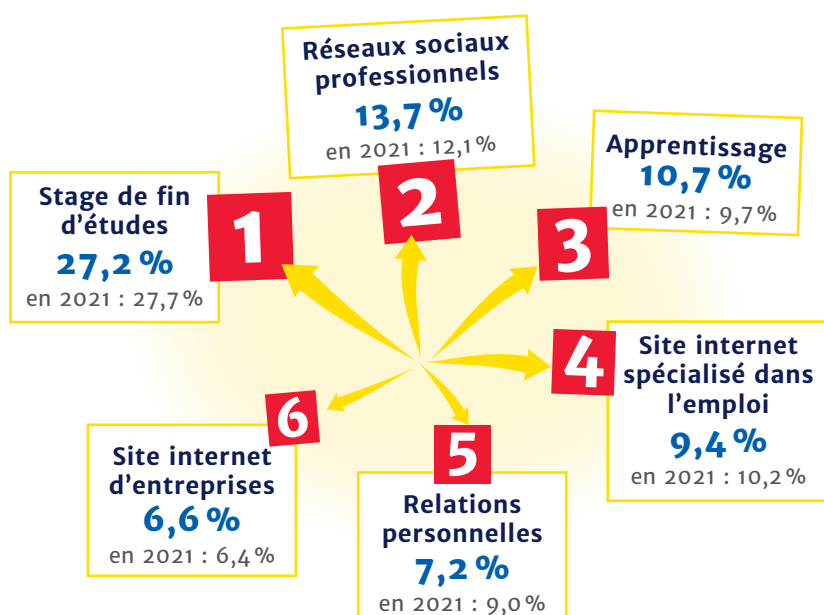 1
Stage de fin
d’études
27,2 %
en 2021 : 27,7 %
2
Réseaux sociaux
professionnels
13,7 %
en 2021 : 12,1 %
3
Apprentissage
10,7 %
en 2021 : 9,7 %
4
Site internet
spécialisé dans
l’emploi
9,4 %
en 2021 : 10,2 %
5
Relations
personnelles
7,2 %
en 2021 : 9,0 %
6
Site internet
d’entreprises
6,6 %
en 2021 : 6,4 %